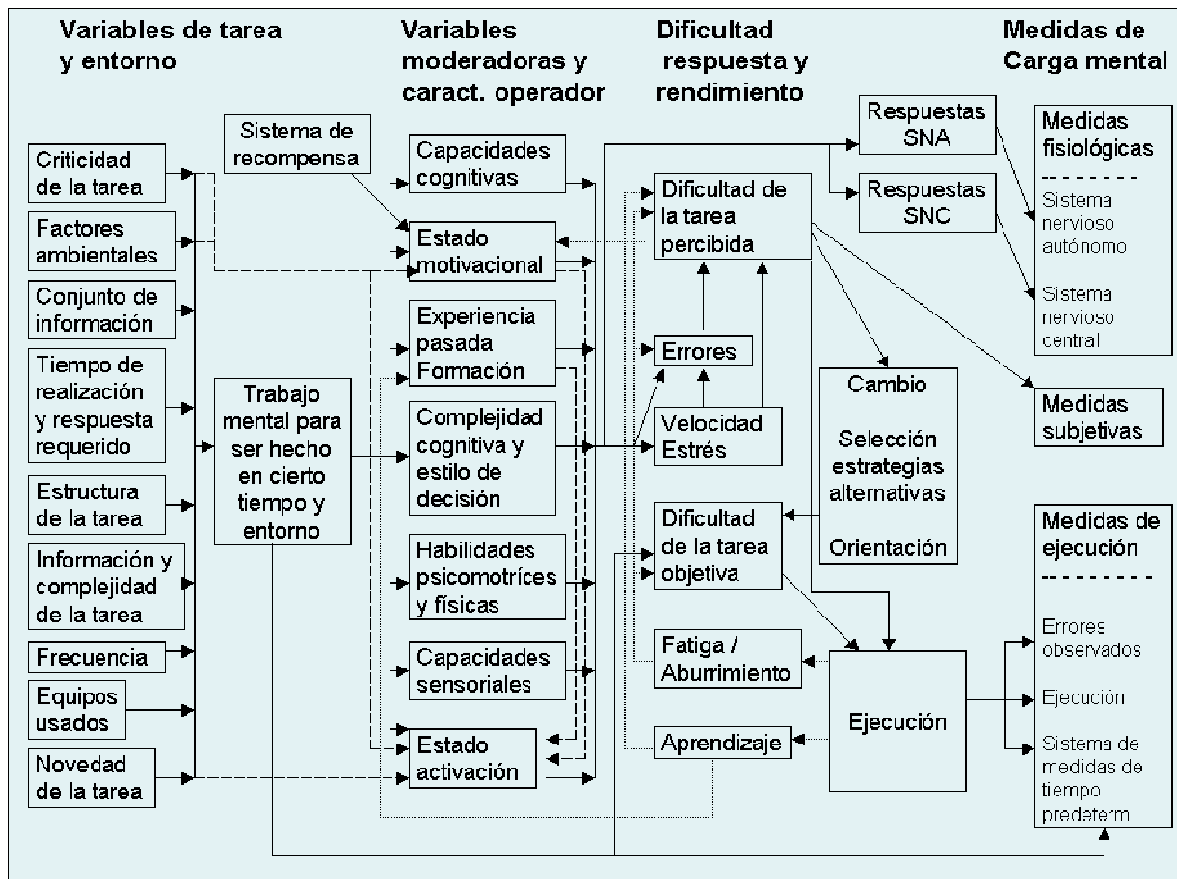 Variables de tarea
y entorno
Variables
moderadoras y
caract. operador
Dificultad
respuesta y
rendimiento
Medidas de
Carga mental
Criticidad
de la tarea
Factores
ambientales
Conjunto de
información
Tiempo de
realización
y respuesta
requerido
Estructura
de la tarea
Información y
complejidad
de la tarea
Frecuencia
Equipos
usados
Novedad
de la tarea
Sistema de
recompensa
Trabajo
mental para
ser hecho
en cierto
tiempo y
entorno
Capacidades
cognitivas
Estado
motivacional
Experiencia
pasada
Formación
Complejidad
cognitiva y
estilo de
decisión
Habilidades
psicomotríces
y físicas
Capacidades
sensoriales
Estado
activación
Dificultad de
la tarea
percibida
Errores
Velocidad
Estrés
Dificultad
de la tarea
objetiva
Fatiga /
Aburrimiento
Aprendizaje
Respuestas
SNA
Respuestas
SNC
Cambio
Selección
estrategias
alternativas
Orientación
Ejecución
Medidas
fisiológicas
Sistema
nervioso
autónomo
Sistema
nervioso
central
Medidas
subjetivas
Medidas de
ejecución
Errores
observados
Ejecución
Sistema de
medidas de
tiempo
predeterm